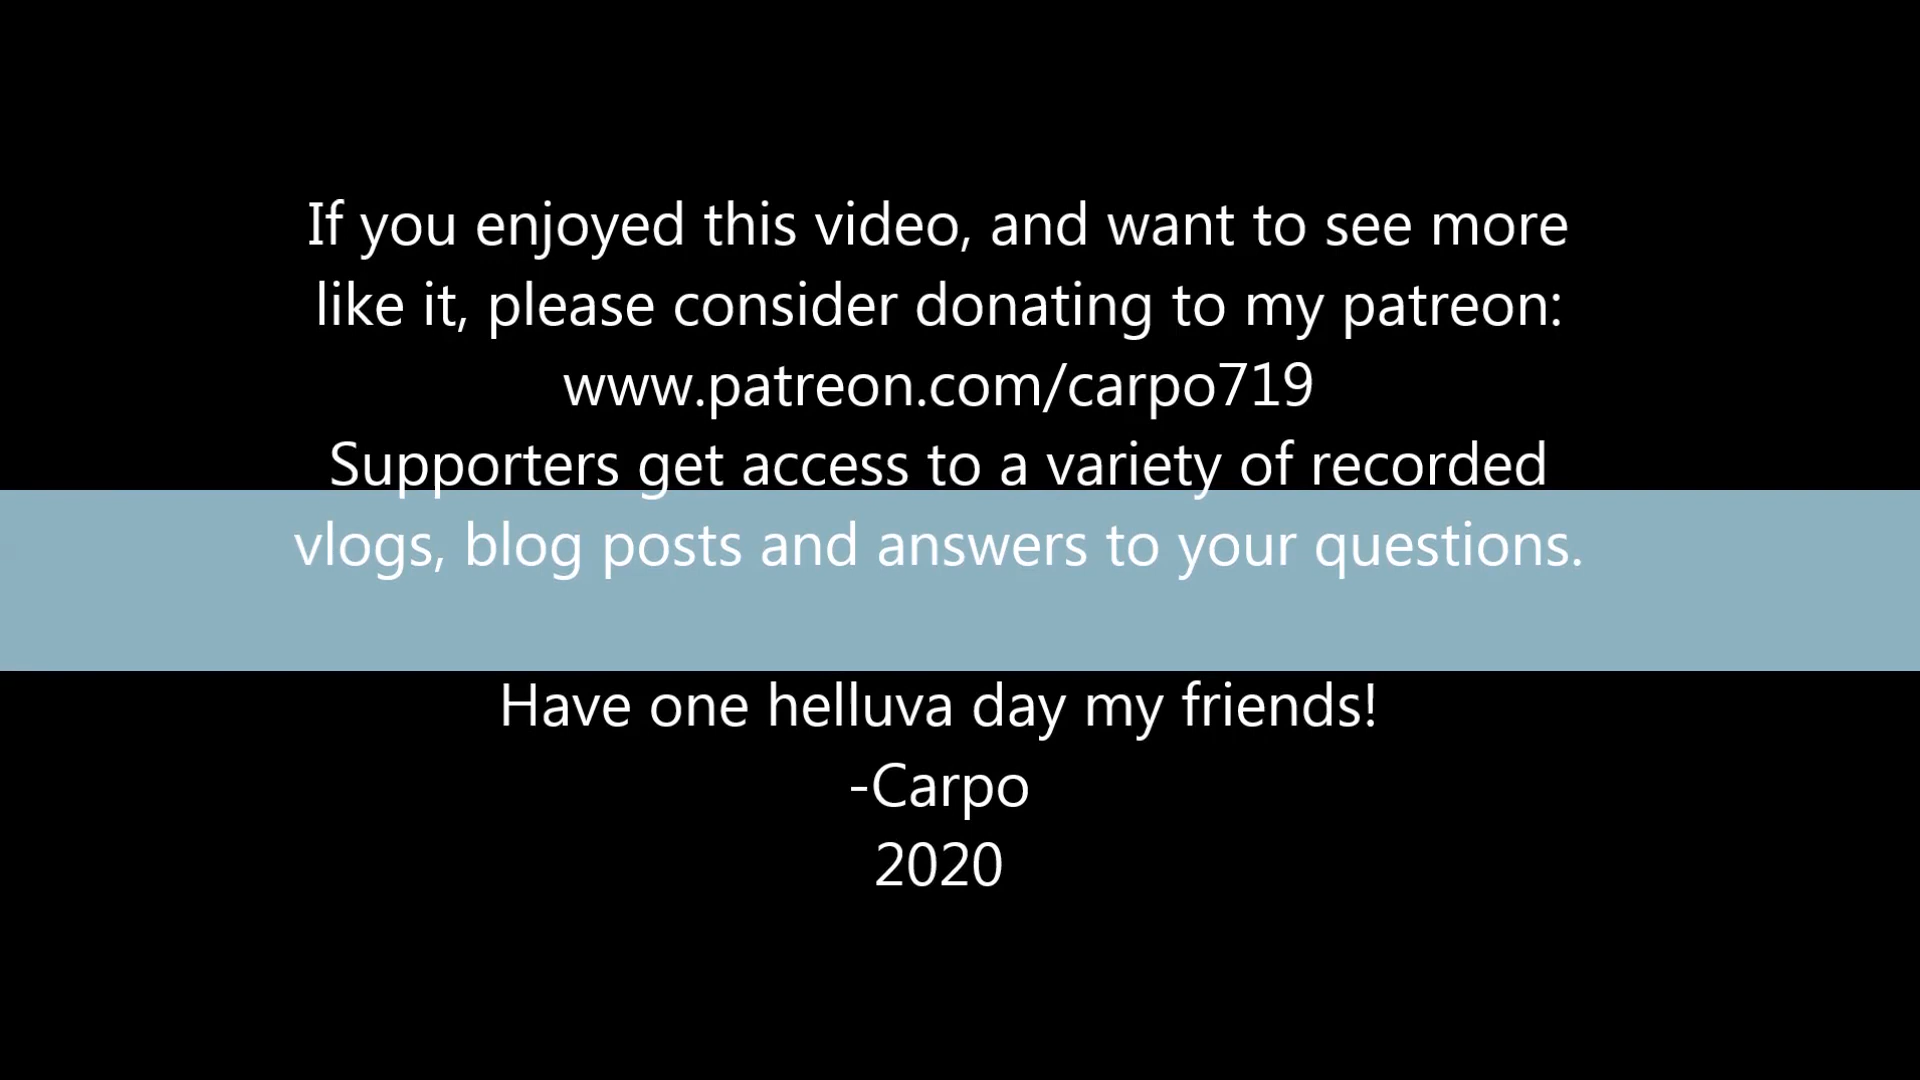 If you enjoyed this video, and want to see more
like it, please consider donating to my patreon:
www.patreon.com/carpo719
Supporters get access to a variety of recorded
vlogs, blog posts and answers to your questions.
Have one helluva day my friends!
-Carpo
2020